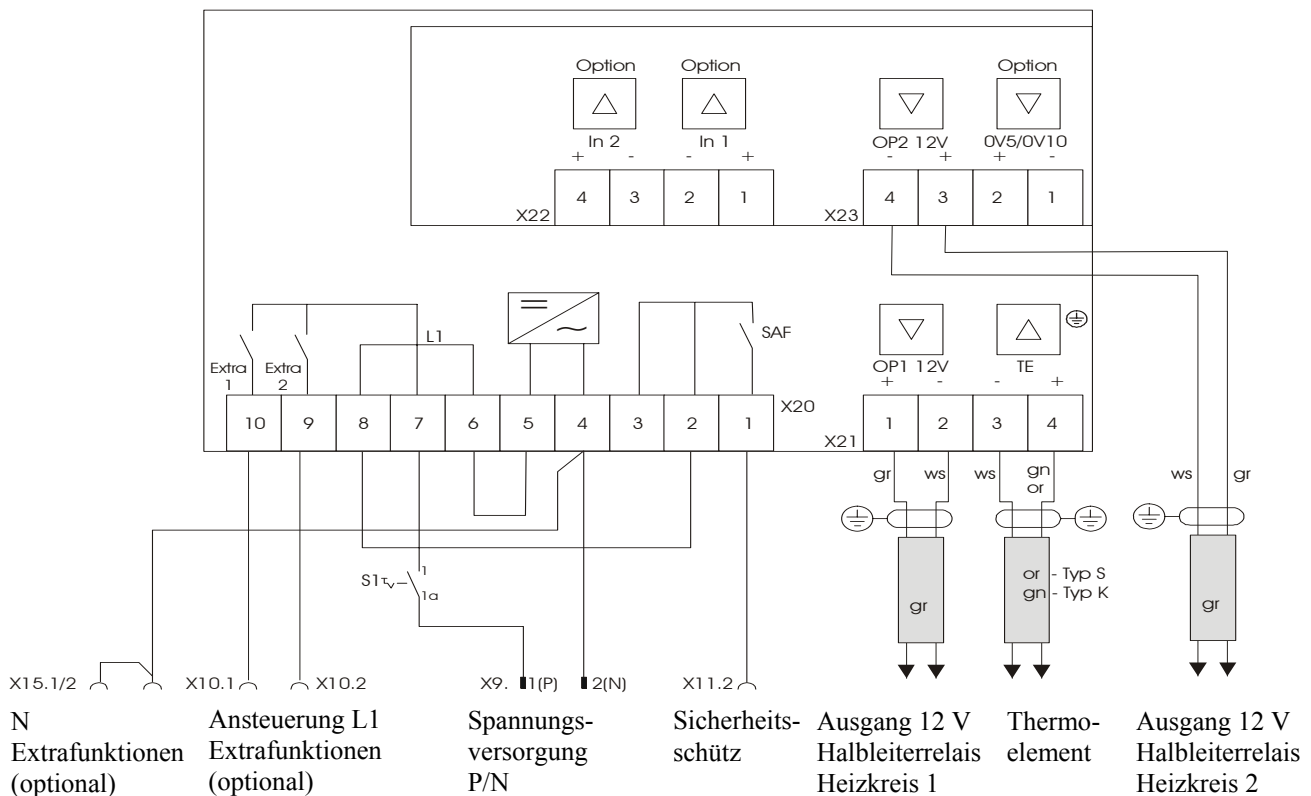 Option Option Option
In 2 In 1 OP2 12V 0V5/0V10
+ - - + - + + -
X22 4 3 2 1 X23 4 3 2 1
L1
SAF
Extra 1
Extra 2
OP1 12V TE
+ - - +
10 9 8 7 6 5 4 3 2 1 X20
X21 1 2 3 4
gr ws ws gn or ws gr
S1 1
1a
or - Typ S
gn - Typ K
gr gr
X15.1/2 X10.1 X10.2 X9. 1(P) 2(N) X11.2
N
Extrafunktionen
(optional)
Ansteuerung L1
Extrafunktionen
(optional)
Spannungs-
versorgung
P/N
Sicherheits-
schütz
Ausgang 12 V
Halbleiterrelais
Heizkreis 1
Thermo-
element
Ausgang 12 V
Halbleiterrelais
Heizkreis 2